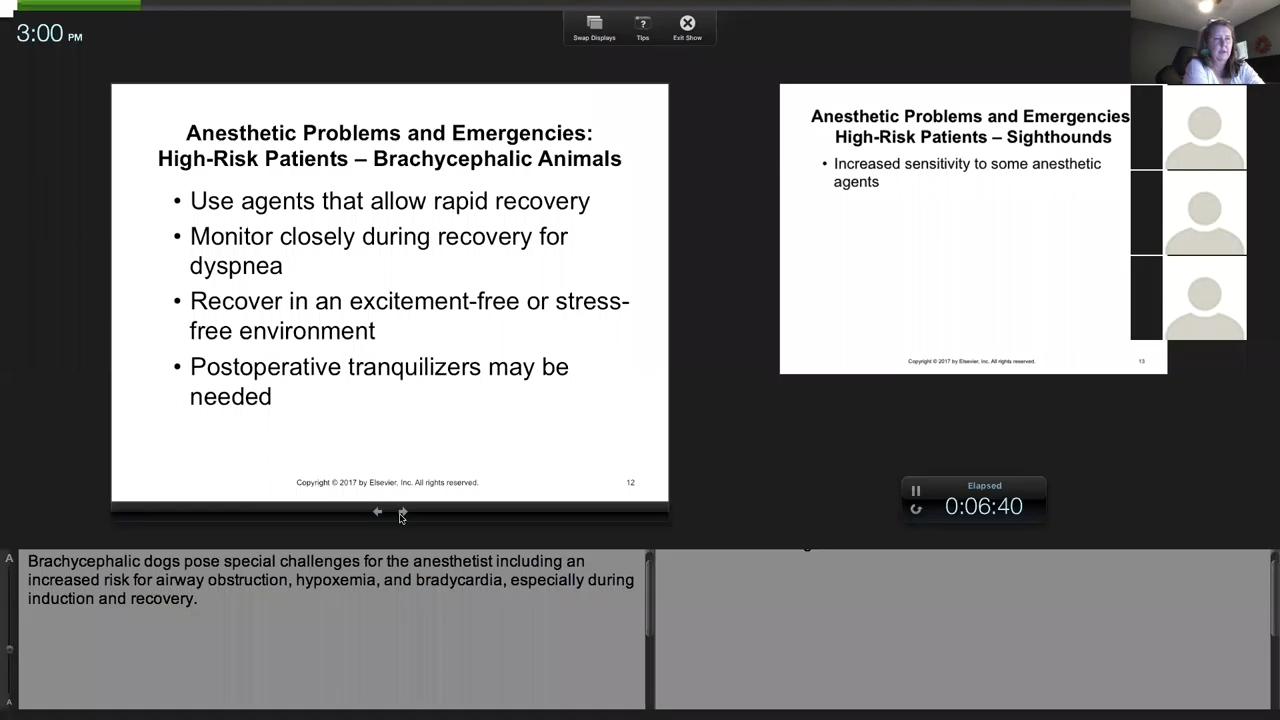 3:00 PM
Swap Displays
Tips
Exit Show
Anesthetic Problems and Emergencies:
High-Risk Patients – Brachycephalic Animals
• Use agents that allow rapid recovery
• Monitor closely during recovery for
dyspnea
• Recover in an excitement-free or stress-
free environment
• Postoperative tranquilizers may be
needed
Copyright © 2017 by Elsevier, Inc. All rights reserved.
12
Anesthetic Problems and Emergencies
High-Risk Patients – Sighthounds
• Increased sensitivity to some anesthetic
agents
Copyright © 2017 by Elsevier, Inc. All rights reserved.
13
Elapsed
0:06:40
A
Brachycephalic dogs pose special challenges for the anesthetist including an
increased risk for airway obstruction, hypoxemia, and bradycardia, especially during
induction and recovery.
A